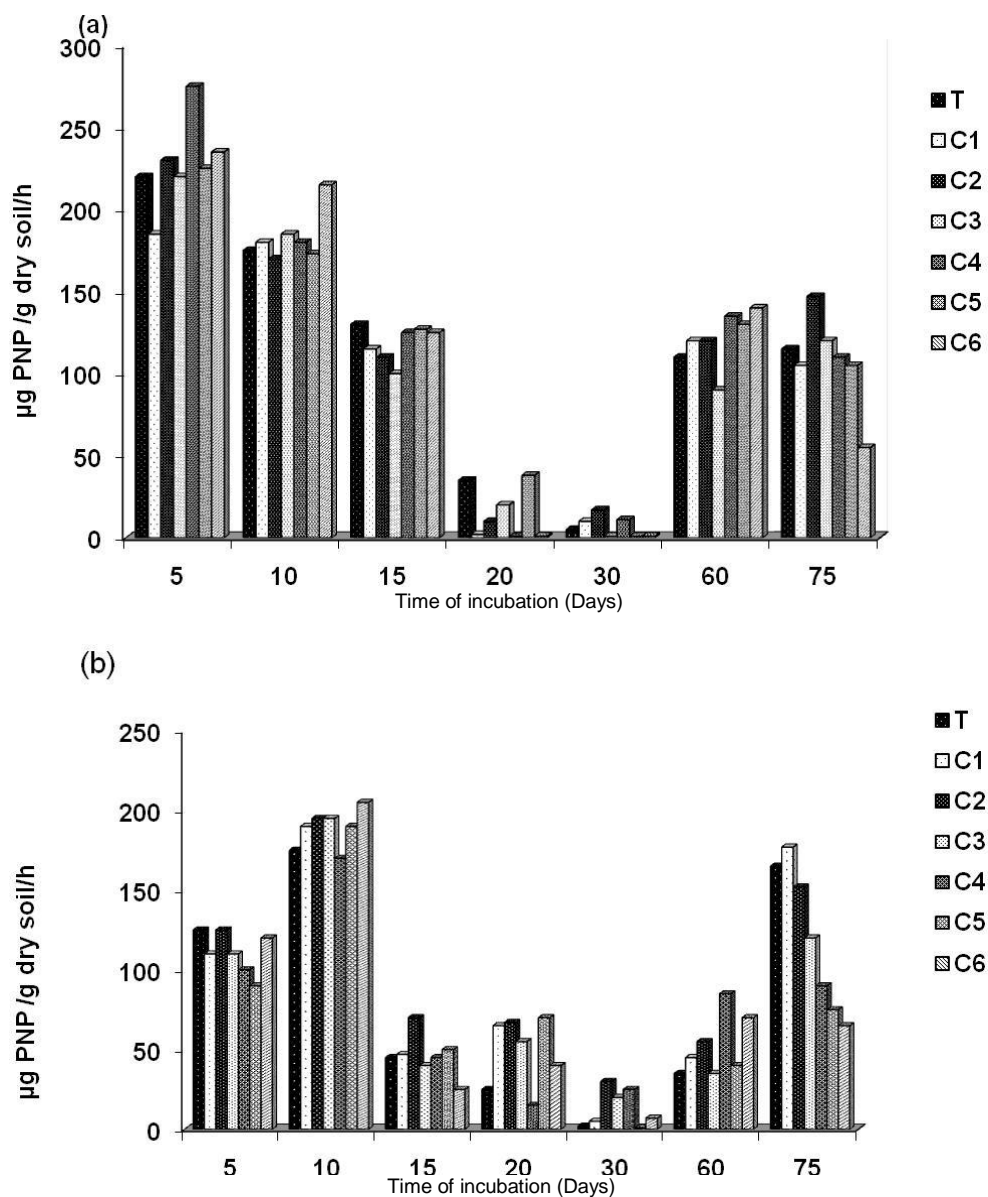 (a)
300
250
200
150
100
50
0
µg PNP /g dry soil/h
5 10 15 20 30 60 75
Time of incubation (Days)
T
C1
C2
C3
C4
C5
C6
(b)
250
200
150
100
50
0
µg PNP /g dry soil/h
5 10 15 20 30 60 75
Time of incubation (Days)
T
C1
C2
C3
C4
C5
C6